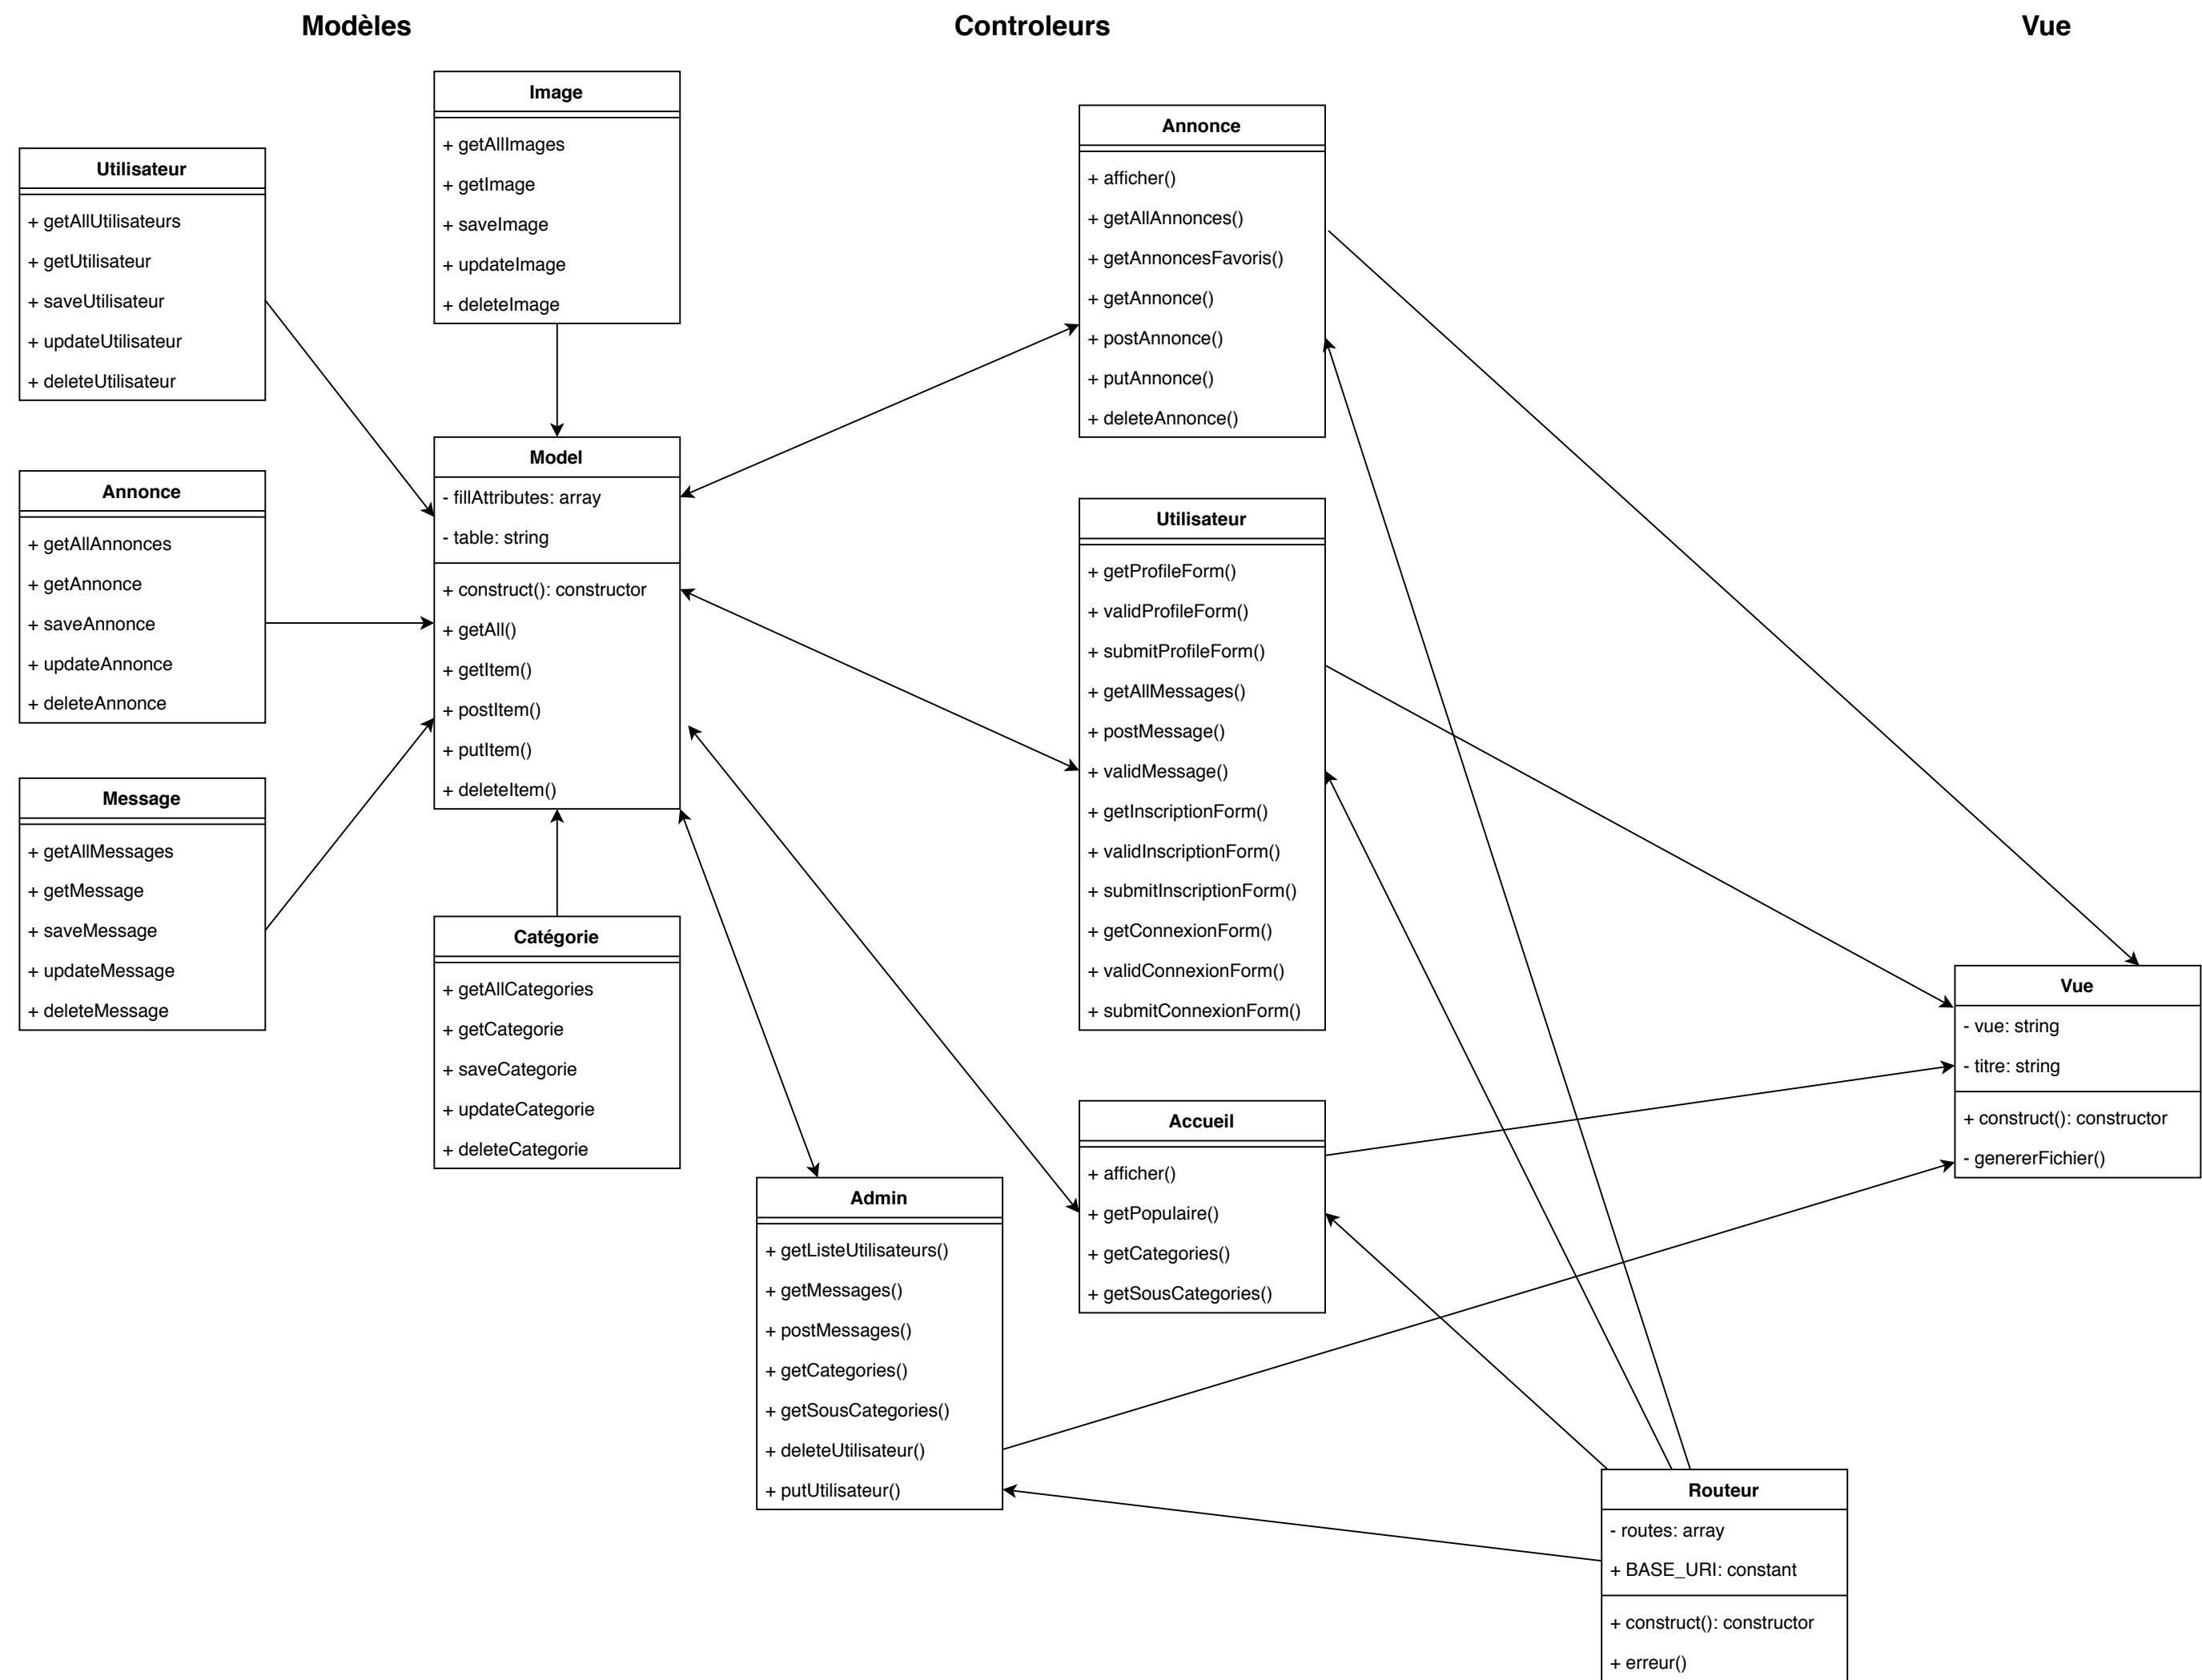 Modèles
Controleurs
Vue
Image
+ getAllImages
+ getImage
+ saveImage
+ updateImage
+ deleteImage
Utilisateur
+ getAllUtilisateurs
+ getUtilisateur
+ saveUtilisateur
+ updateUtilisateur
+ deleteUtilisateur
Annonce
+ getAllAnnonces
+ getAnnonce
+ saveAnnonce
+ updateAnnonce
+ deleteAnnonce
Message
+ getAllMessages
+ getMessage
+ saveMessage
+ updateMessage
+ deleteMessage
Model
- fillAttributes: array
- table: string
+ construct(): constructor
+ getAll()
+ getItem()
+ postItem()
+ putItem()
+ deleteItem()
Catégorie
+ getAllCategories
+ getCategorie
+ saveCategorie
+ updateCategorie
+ deleteCategorie
Annonce
+ afficher()
+ getAllAnnonces()
+ getAnnoncesFavoris()
+ getAnnonce()
+ postAnnonce()
+ putAnnonce()
+ deleteAnnonce()
Utilisateur
+ getProfileForm()
+ validProfileForm()
+ submitProfileForm()
+ getAllMessages()
+ postMessage()
+ validMessage()
+ getInscriptionForm()
+ validInscriptionForm()
+ submitInscriptionForm()
+ getConnexionForm()
+ validConnexionForm()
+ submitConnexionForm()
Accueil
+ afficher()
+ getPopulaire()
+ getCategories()
+ getSousCategories()
Admin
+ getListeUtilisateurs()
+ getMessages()
+ postMessages()
+ getCategories()
+ getSousCategories()
+ deleteUtilisateur()
+ putUtilisateur()
Vue
- vue: string
- titre: string
+ construct(): constructor
- genererFichier()
Routeur
- routes: array
+ BASE_URI: constant
+ construct(): constructor
+ erreur()